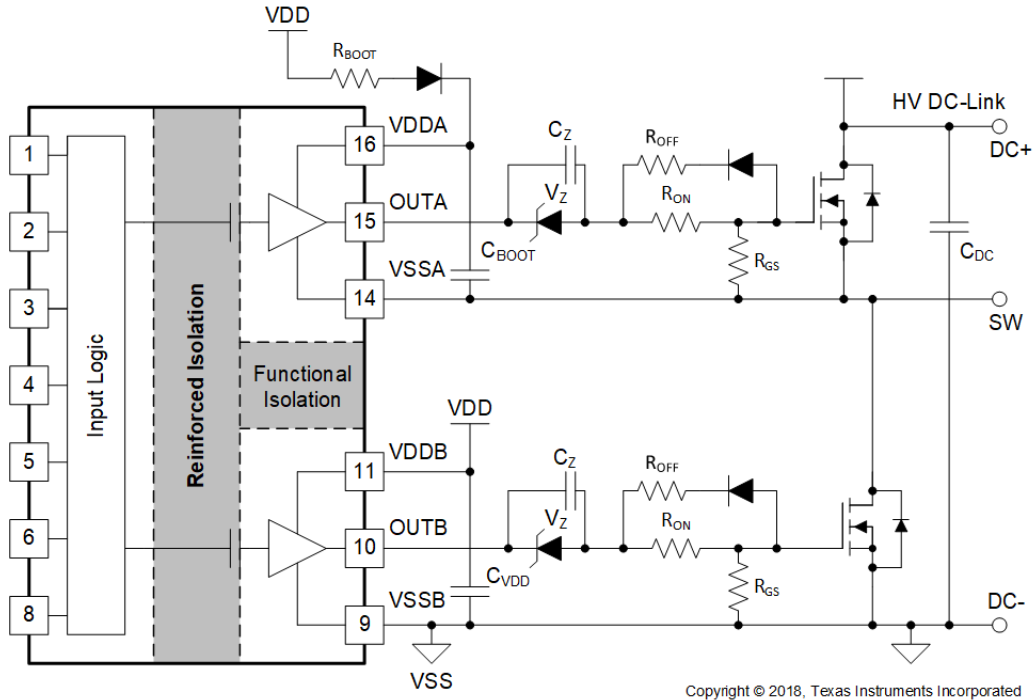 VDD
RBOOT
HV DC-Link
DC+
1
2
3
4
5
6
8
Input Logic
Reinforced Isolation
Functional
Isolation
16
VDDA
15
OUTA
14
VSSA
CBOOT
CZ
VZ
ROFF
RON
RGS
CDC
SW
VDD
11
VDDB
10
OUTB
9
VSSB
CVDD
CZ
VZ
ROFF
RON
RGS
DC-
VSS
Copyright © 2018, Texas Instruments Incorporated